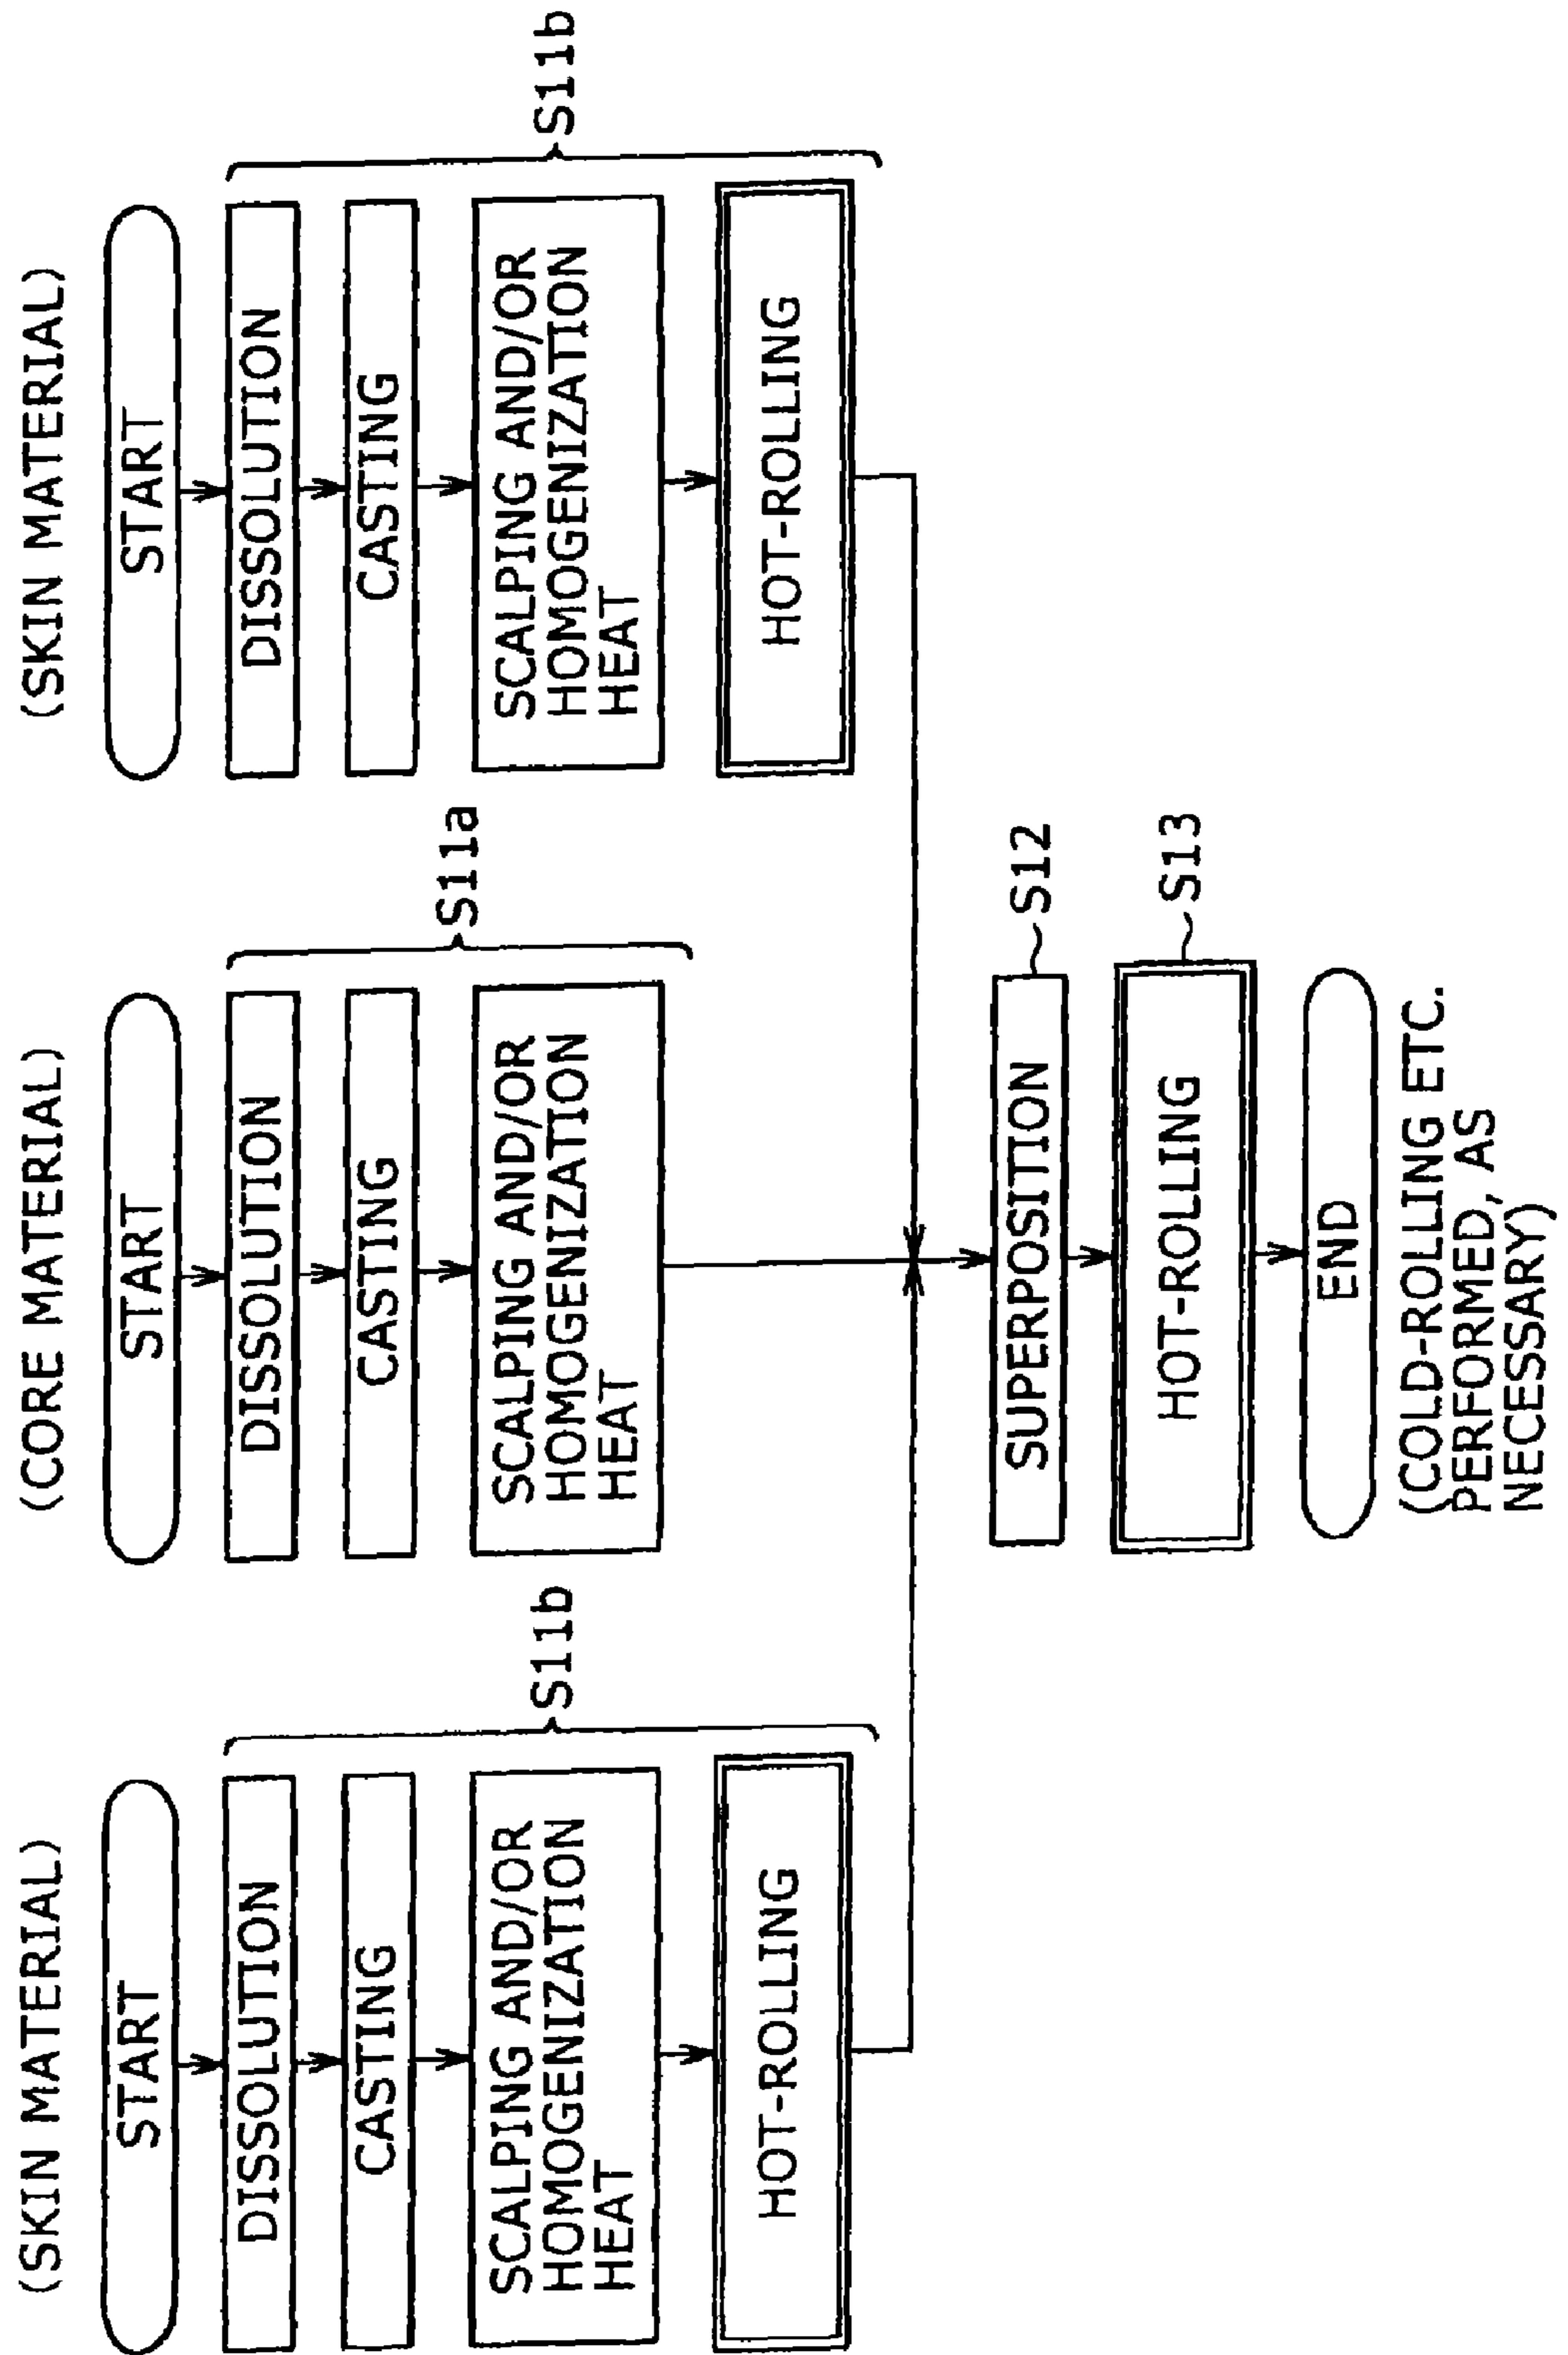 (SKIN MATERIAL)
START
DISSOLUTION
CASTING
SCALPING AND/OR
HOMOGENIZATION
HEAT
HOT-ROLLING
S11b
(CORE MATERIAL)
START
DISSOLUTION
CASTING
SCALPING AND/OR
HOMOGENIZATION
HEAT
S11a
(SKIN MATERIAL)
START
DISSOLUTION
CASTING
SCALPING AND/OR
HOMOGENIZATION
HEAT
HOT-ROLLING
S11b
SUPERPOSITION
S12
HOT-ROLLING
S13
END
(COLD-ROLLING ETC.
PERFORMED, AS
NECESSARY)